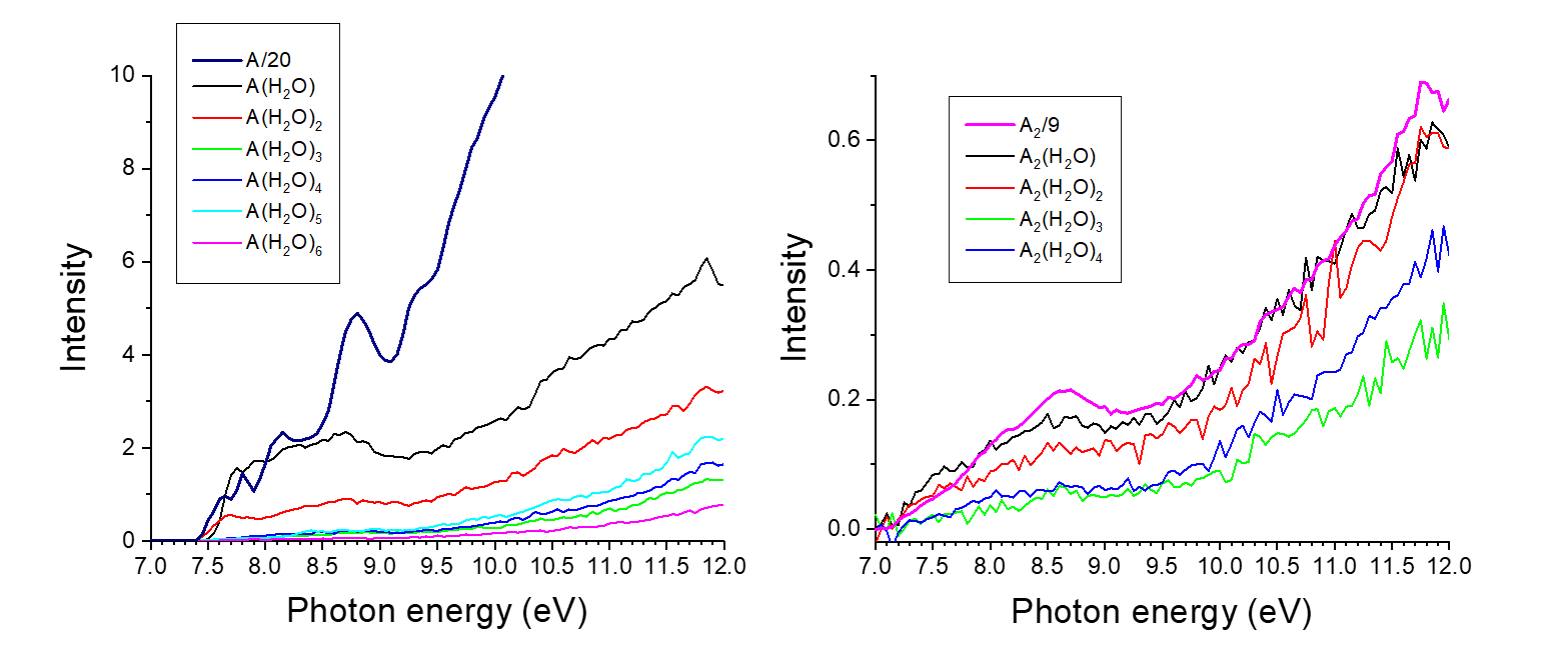 A/20
A(H₂O)
A(H₂O)₂
A(H₂O)₃
A(H₂O)₄
A(H₂O)₅
A(H₂O)₆
10
8
6
4
2
0
Intensity
7.0 7.5 8.0 8.5 9.0 9.5 10.0 10.5 11.0 11.5 12.0
Photon energy (eV)
A₂/9
A₂(H₂O)
A₂(H₂O)₂
A₂(H₂O)₃
A₂(H₂O)₄
0.6
0.4
0.2
0.0
Intensity
7.0 7.5 8.0 8.5 9.0 9.5 10.0 10.5 11.0 11.5 12.0
Photon energy (eV)